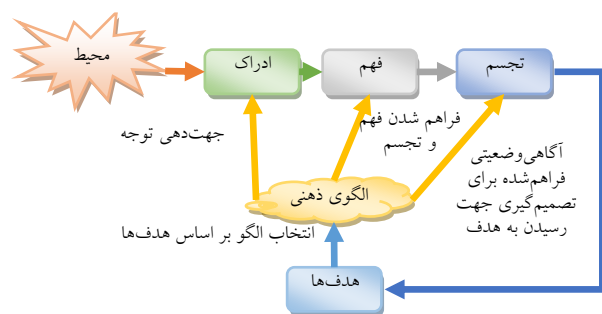 محیط
ادراک
فهم
تجسم
جهت‌دهی توجه
فراهم شدن فهم
و تجسم
آگاهی‌وضعیتی
فراهم‌شده برای
تصمیم‌گیری جهت
رسیدن به هدف
الگوی ذهنی
انتخاب الگو بر اساس هدف‌ها
هدف‌ها